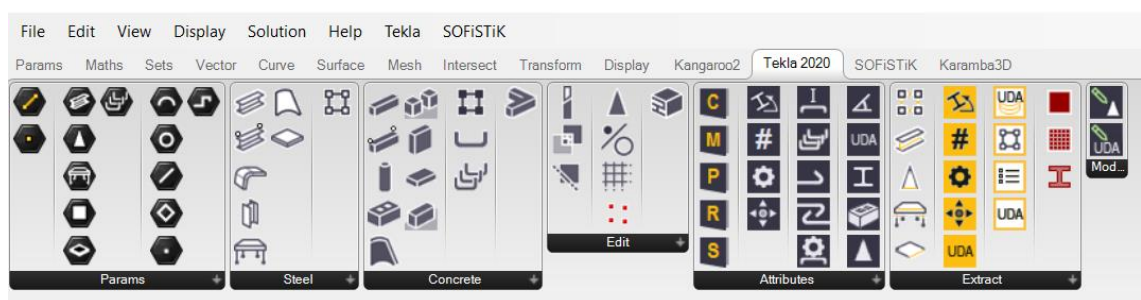 File Edit View Display Solution Help Tekla SOFiSTiK
Params Maths Sets Vector Curve Surface Mesh Intersect Transform Display Kangaroo2 Tekla 2020 SOFiSTiK Karamba3D
C UDA
M # UDA # UDA Mod...
P
R UDA
S UDA
Params Steel Concrete Edit Attributes Extract